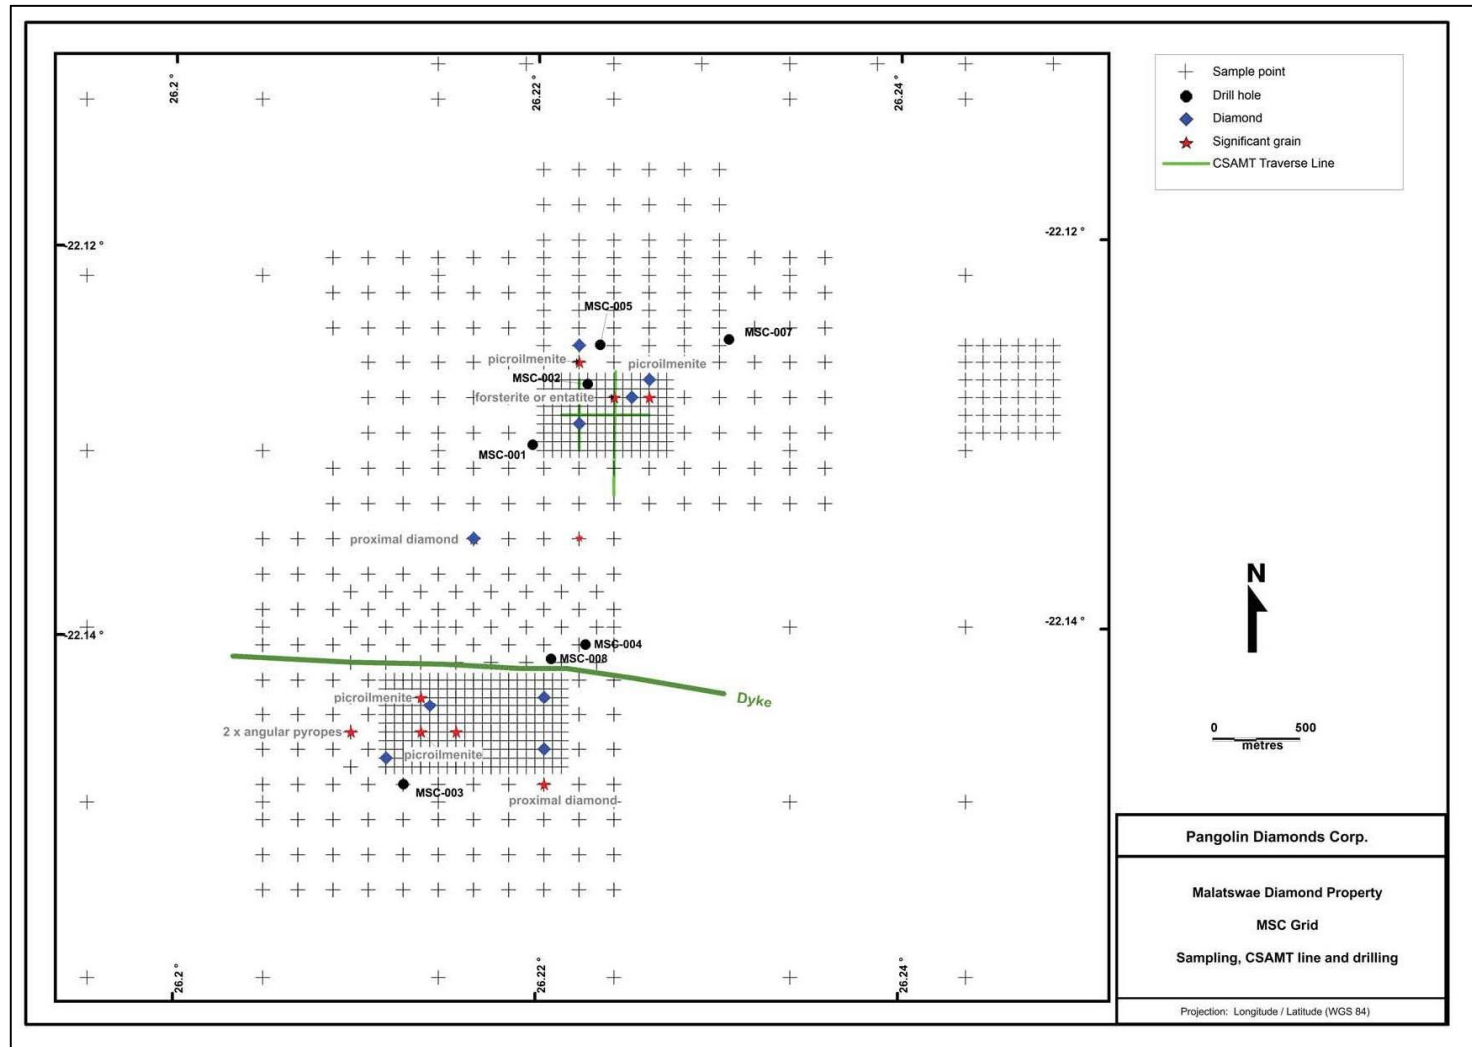 26.2 °
26.22 °
26.24 °
Sample point
Drill hole
Diamond
Significant grain
CSAMT Traverse Line
-22.12 °
-22.12 °
MSC-005
MSC-007
picroilmenite
picroilmenite
MSC-002
forsterite or entatite
MSC-001
proximal diamond
N
-22.14 °
-22.14 °
MSC-004
MSC-008
picroilmenite
Dyke
2 x angular pyropes
picroilmenite
0 500
metres
MSC-003
proximal diamond
Pangolin Diamonds Corp.
Malatswae Diamond Property
MSC Grid
Sampling, CSAMT line and drilling
26.2 °
26.22 °
26.24 °
Projection: Longitude / Latitude (WGS 84)